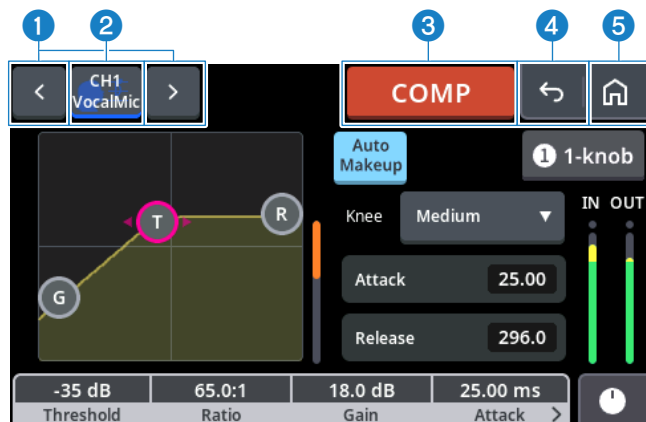 1 2 3 4 5
CH1
VocalMic
COMP
Auto
Makeup
1 1-knob
T
R
G
Knee Medium
IN OUT
Attack 25.00
Release 296.0
-35 dB 65.0:1 18.0 dB 25.00 ms
Threshold Ratio Gain Attack